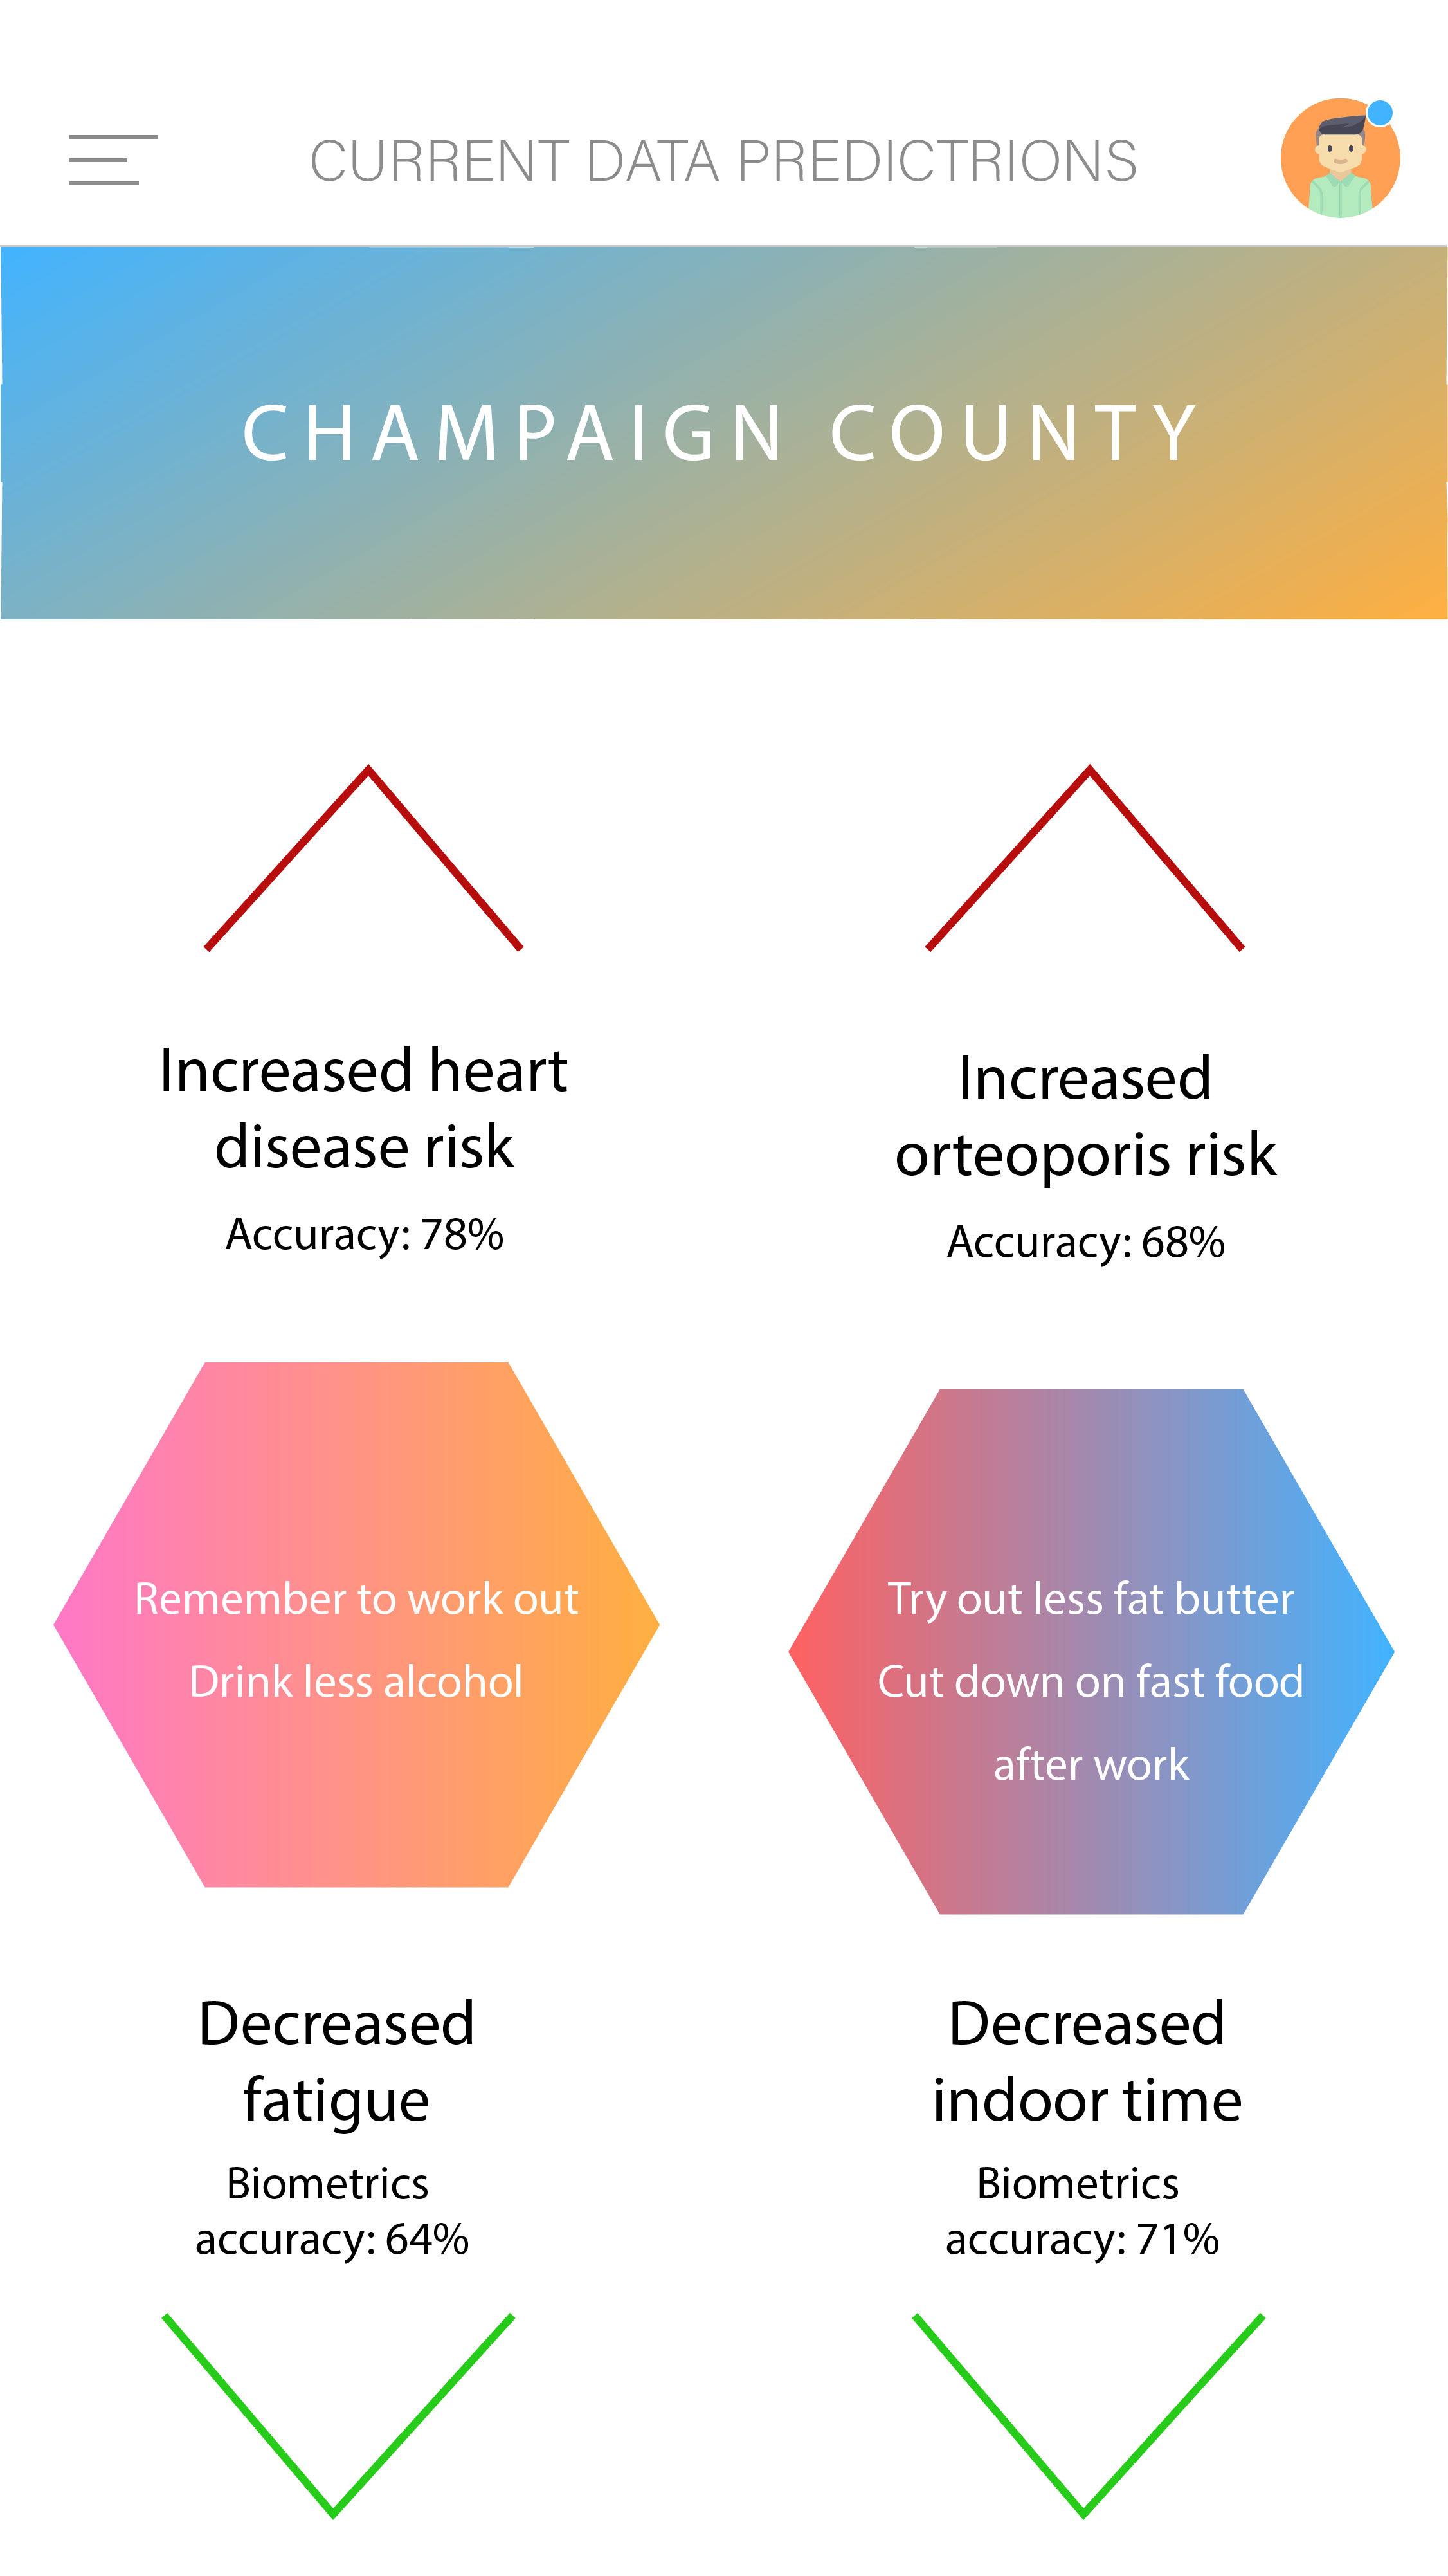 CURRENT DATA PREDICTRIONS
CHAMPAIGN COUNTY
Increased heart
disease risk
Accuracy: 78%
Increased
orteoporis risk
Accuracy: 68%
Remember to work out
Drink less alcohol
Try out less fat butter
Cut down on fast food
after work
Decreased
fatigue
Biometrics
accuracy: 64%
Decreased
indoor time
Biometrics
accuracy: 71%